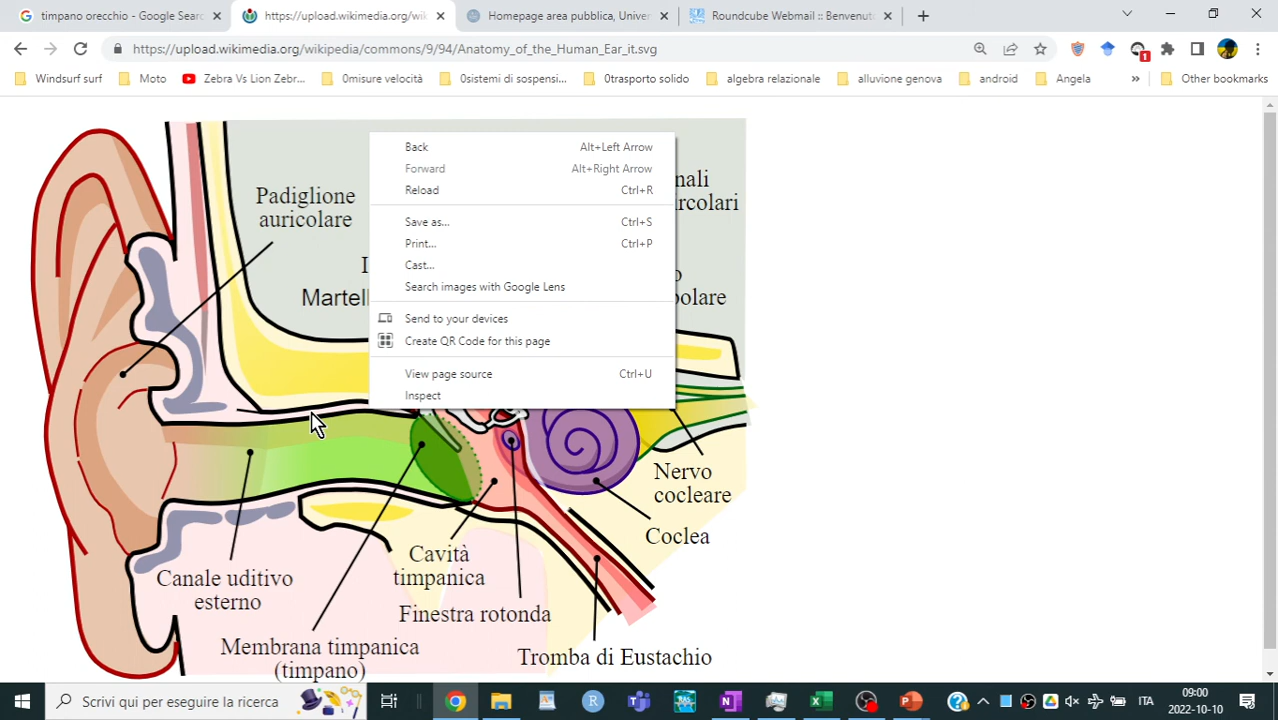 timpano orecchio - Google Searc
https://upload.wikimedia.org/wik
Homepage area pubblica, Univer
Roundcube Webmail :: Benvenut
https://upload.wikimedia.org/wikipedia/commons/9/94/Anatomy_of_the_Human_Ear_it.svg
1
Windsurf surf
Moto
Zebra Vs Lion Zebr...
0misure velocità
0sistemi di sospensi...
0trasporto solido
algebra relazionale
alluvione genova
android
Angela
»
Other bookmarks
Padiglione
auricolare
Martell
Back Alt+Left Arrow
Forward Alt+Right Arrow
Reload Ctrl+R
Save as... Ctrl+S
Print... Ctrl+P
Cast...
Search images with Google Lens
Send to your devices
Create QR Code for this page
View page source Ctrl+U
Inspect
nali
rcolari
o
polare
Nervo
cocleare
Coclea
Cavità
timpanica
Canale uditivo
esterno
Finestra rotonda
Membrana timpanica
(timpano)
Tromba di Eustachio
Scrivi qui per eseguire la ricerca
ITA
09:00
2022-10-10